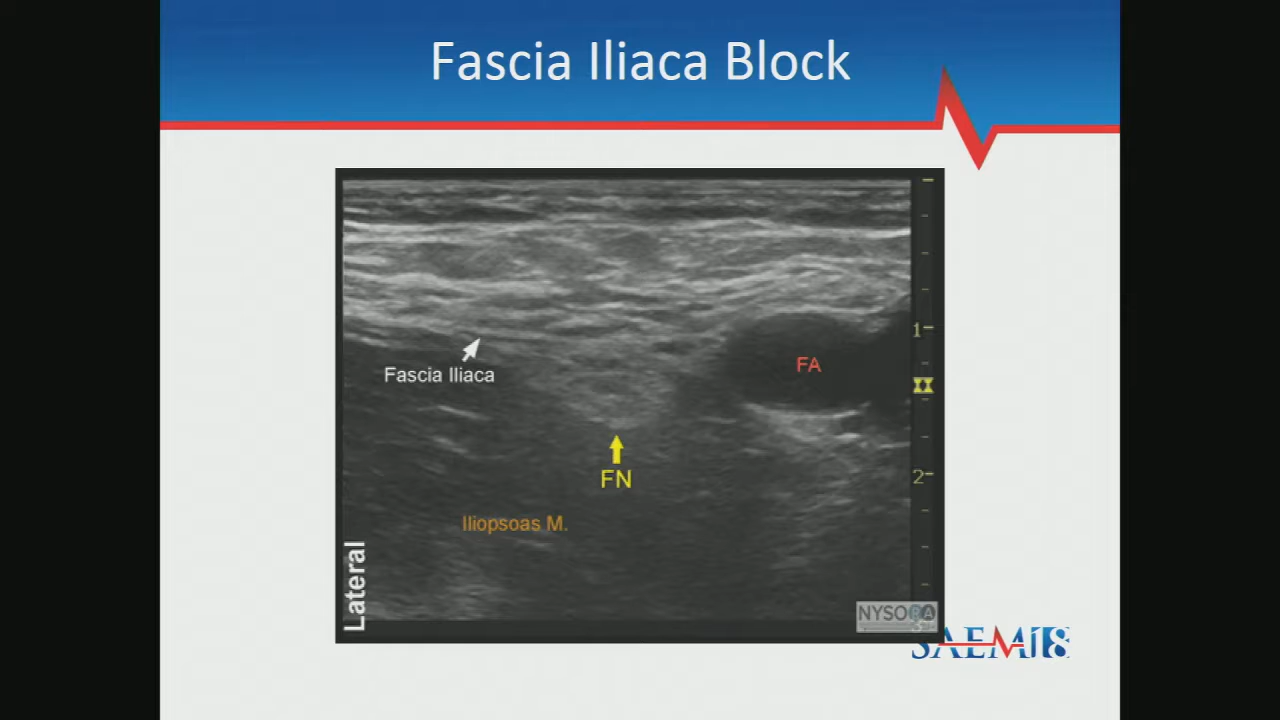 Fascia Iliaca Block
1
FA
Fascia Iliaca
FN
2
Iliopsoas M.
Lateral
NYSORA
SAEM18